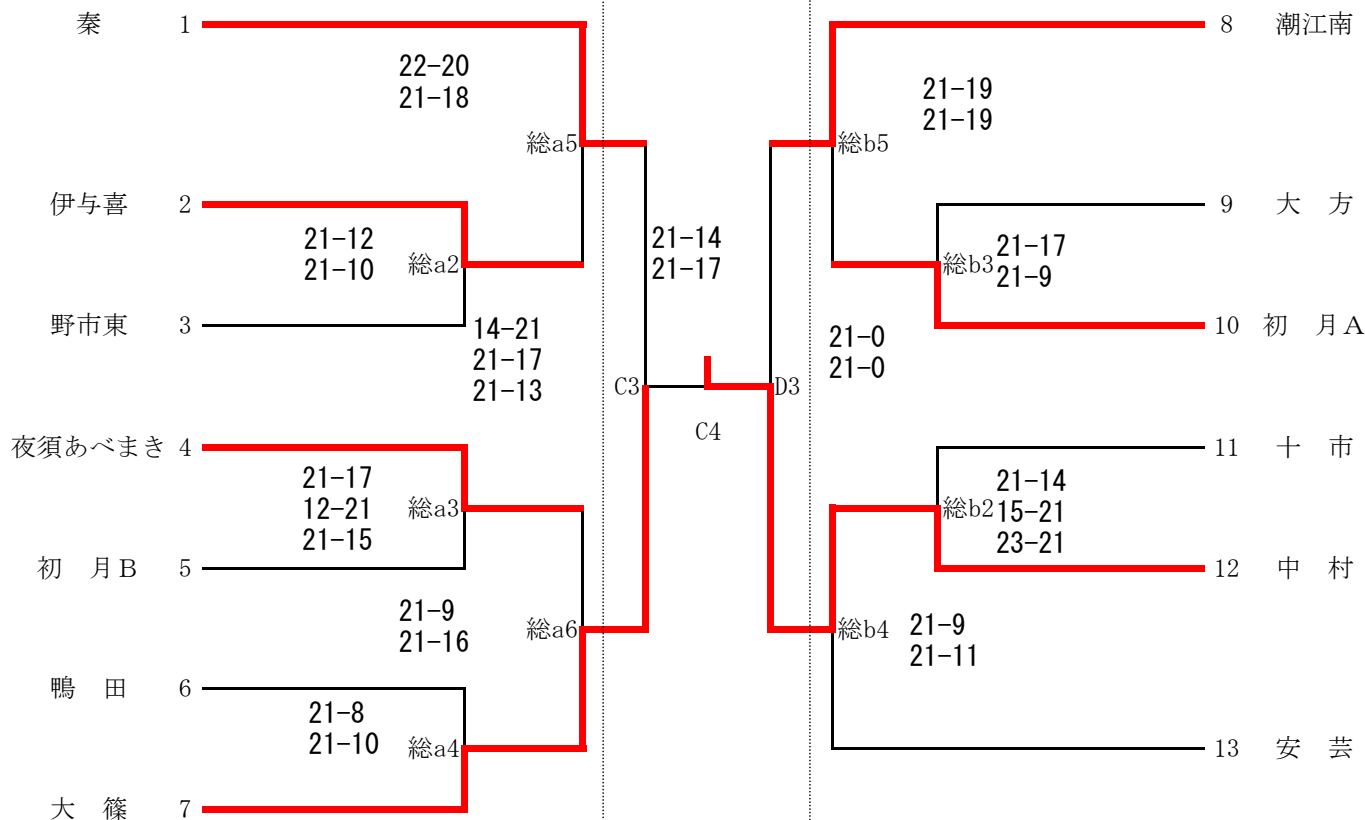 秦 1
22-20
21-18
総a5
伊与喜 2
21-12
21-10
総a2
野市東 3
14-21
21-17
21-13
夜須あべまき 4
21-17
12-21
21-15
総a3
初 月B 5
21-9
21-16
総a6
鴨 田 6
21-8
21-10
総a4
大 篠 7
21-14
21-17
C3
C4
D3
8 潮江南
21-19
21-19
総b5
9 大 方
総b3
21-17
21-9
10 初 月A
21-0
21-0
11 十 市
総b2
21-14
15-21
23-21
12 中 村
総b4
21-9
21-11
13 安 芸